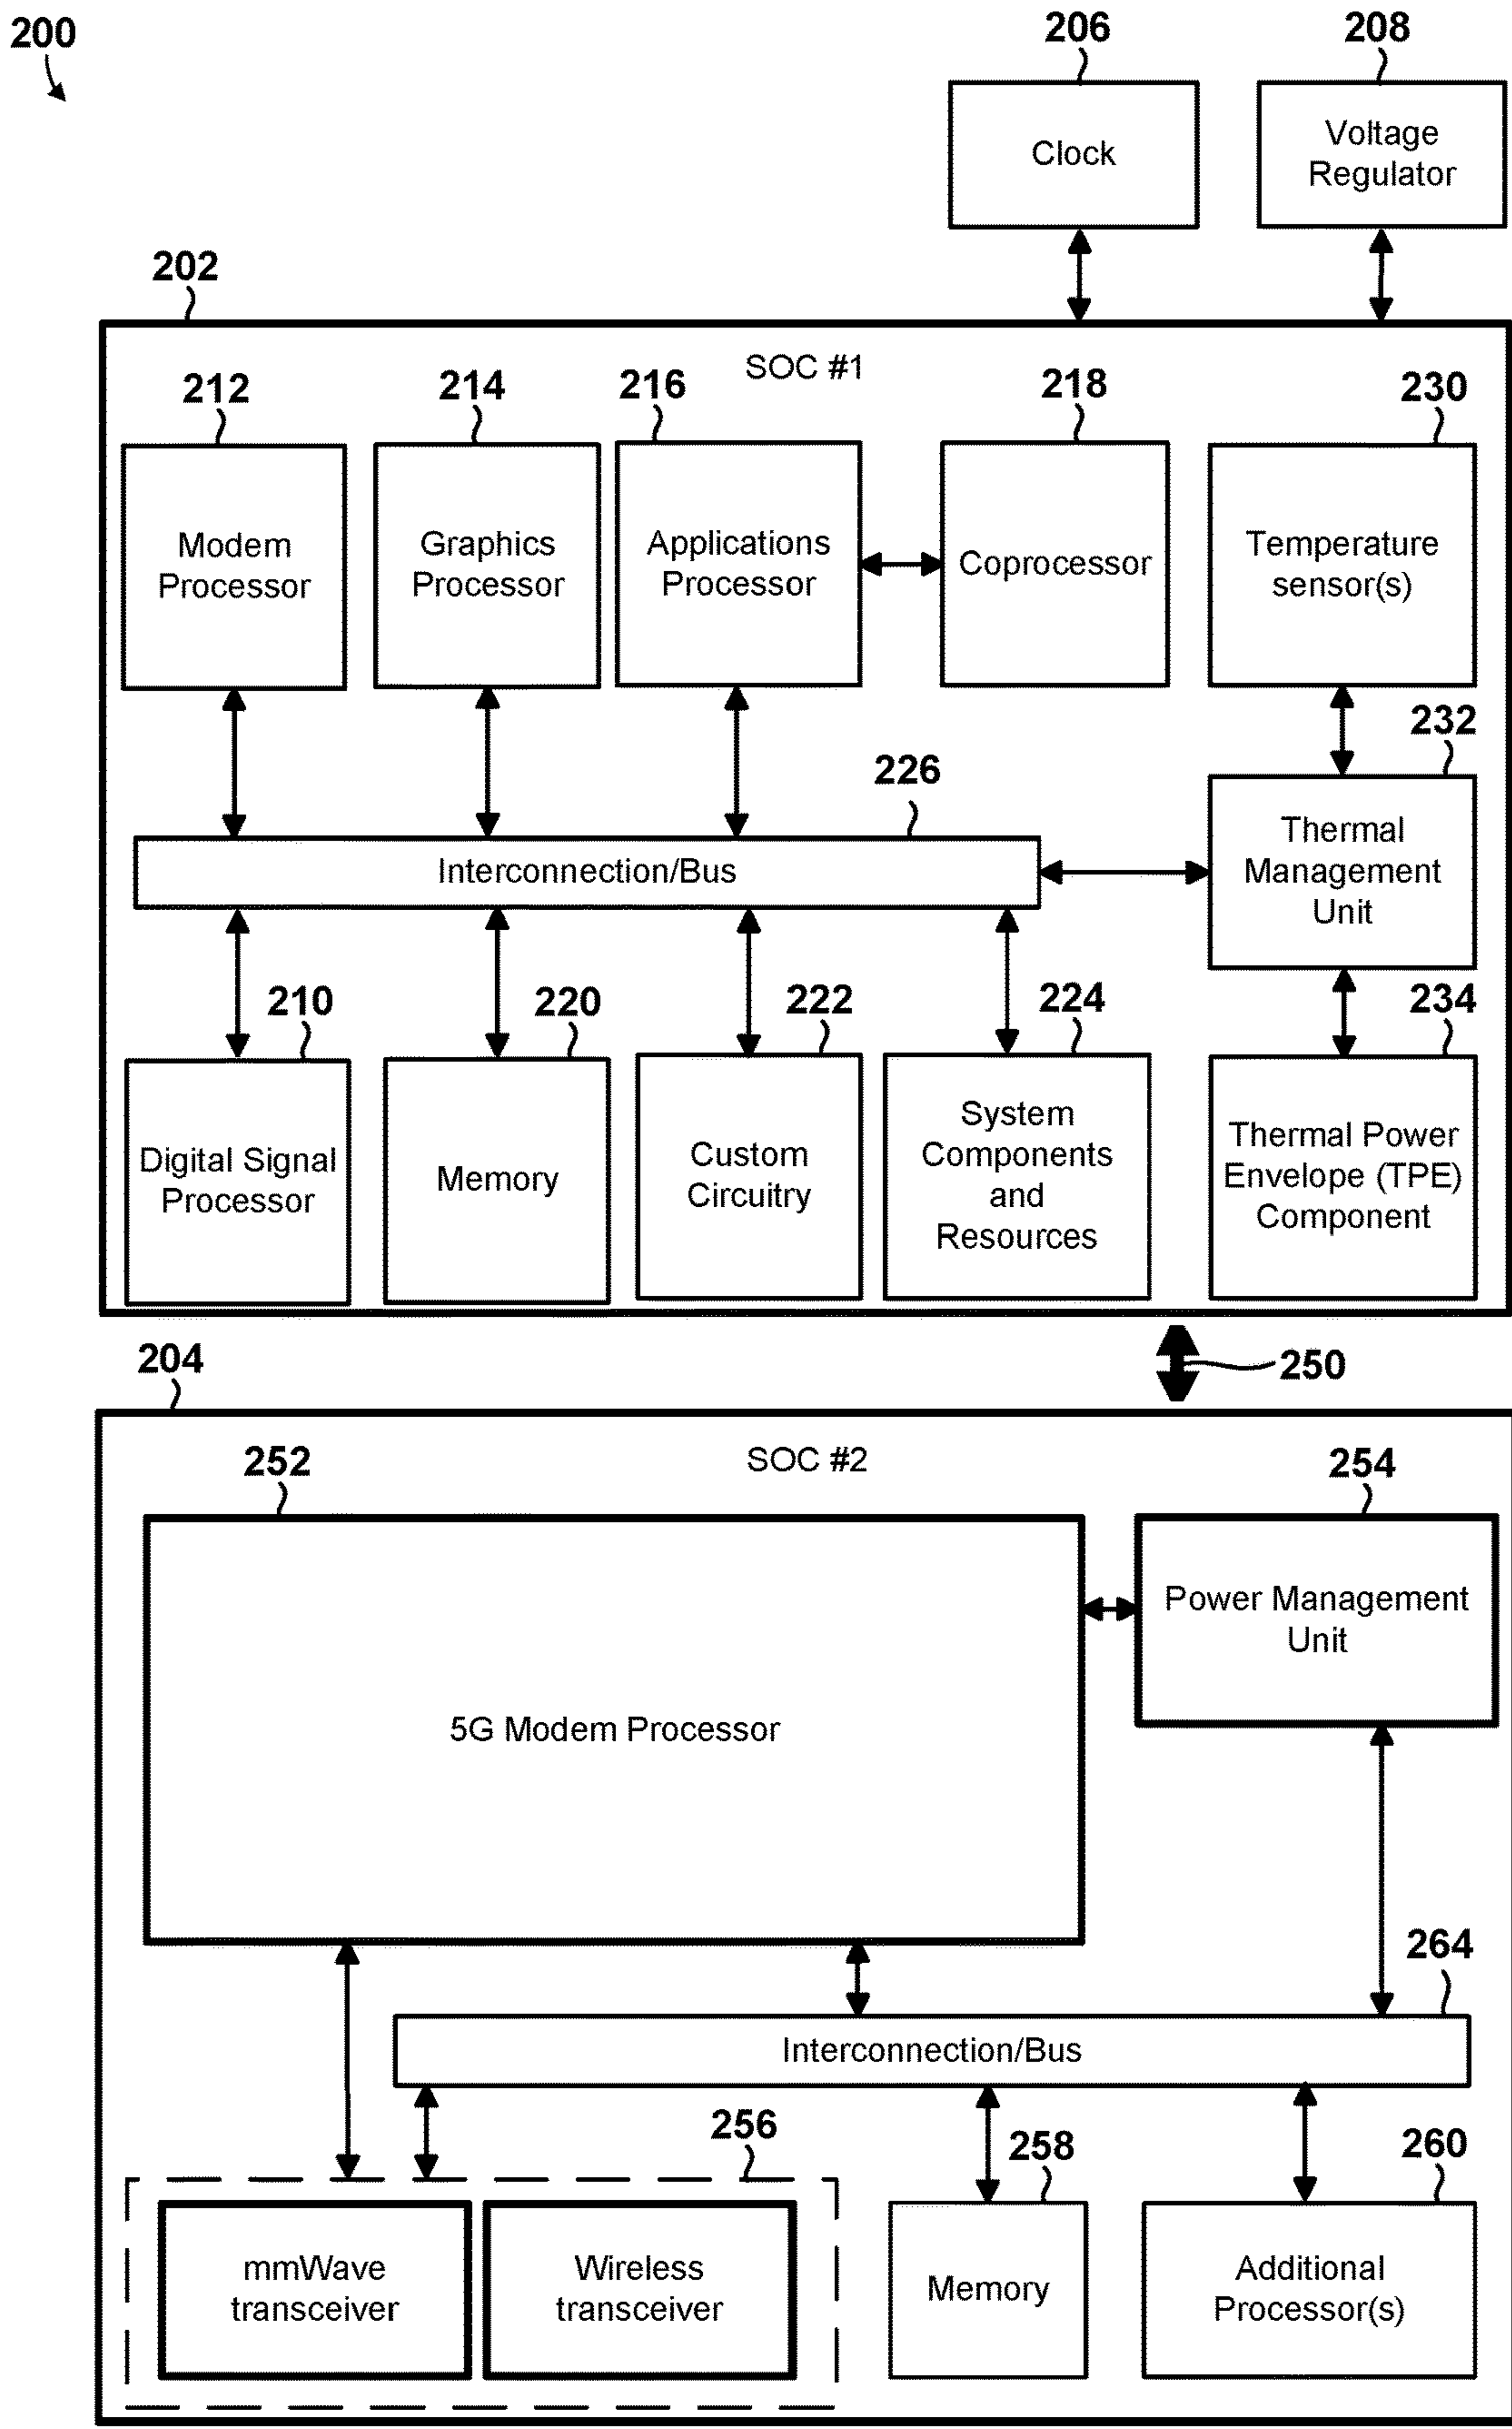 200
206
208
Clock
Voltage
Regulator
202
SOC #1
212
214
216
218
230
Modem
Processor
Graphics
Processor
Applications
Processor
Coprocessor
Temperature
sensor(s)
232
226
Interconnection/Bus
Thermal
Management
Unit
210
220
222
224
234
Digital Signal
Processor
Memory
Custom
Circuitry
System
Components
and
Resources
Thermal Power
Envelope (TPE)
Component
250
204
SOC #2
252
254
5G Modem Processor
Power Management
Unit
264
Interconnection/Bus
256
258
260
mmWave
transceiver
Wireless
transceiver
Memory
Additional
Processor(s)